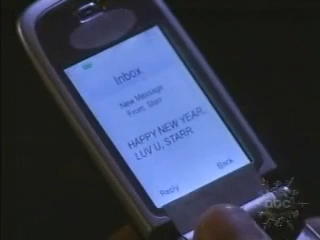 Inbox
New Message
From: Starr
HAPPY NEW YEAR,
LUV U, STARR
Reply Back
abc